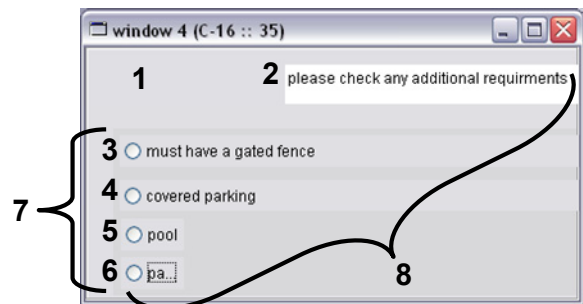 window 4 (C-16 :: 35)
1
2 please check any additional requirments
3 must have a gated fence
4 covered parking
5 pool
6 pa...
7
8